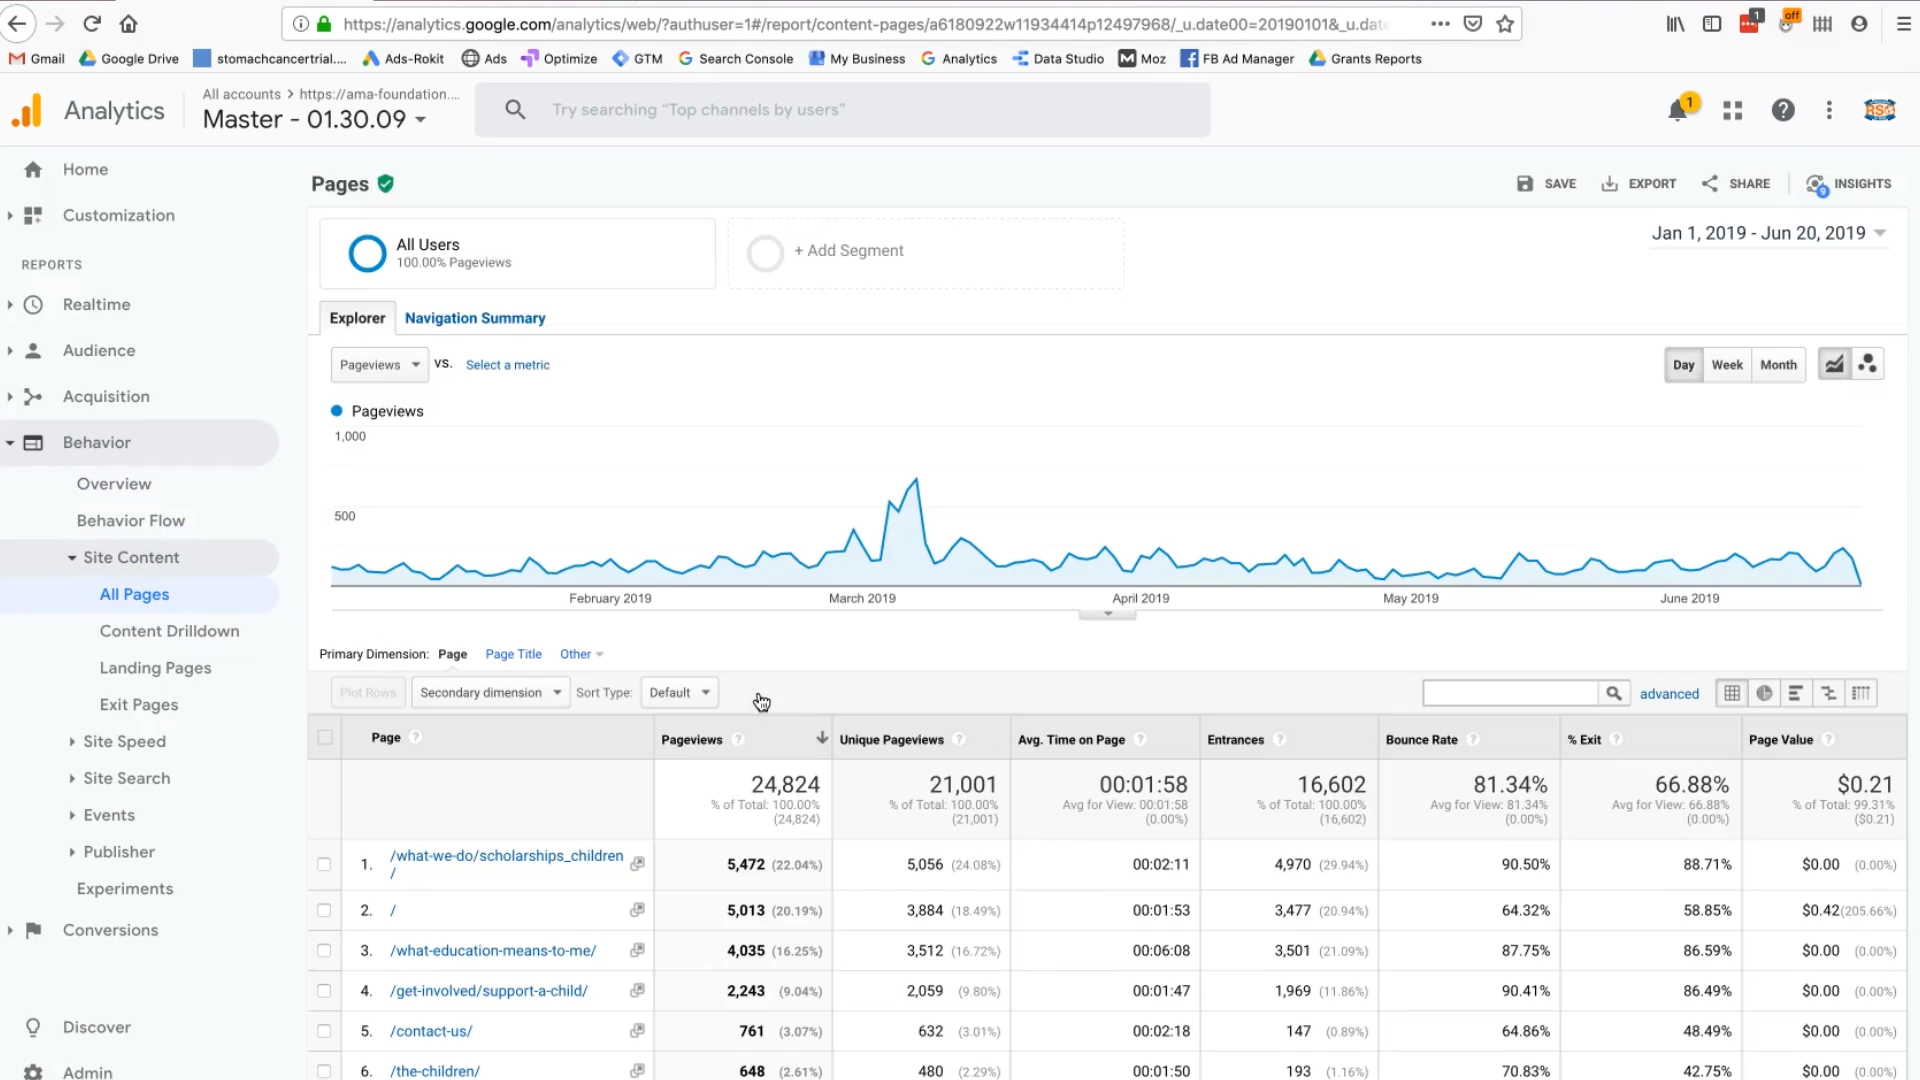 https://analytics.google.com/analytics/web/?authuser=1#/report/content-pages/a6180922w11934414p12497968/_u.date00=20190101&_u.date
1
off
Gmail
Google Drive
stomachcancertrial....
Ads-Rokit
Ads
Optimize
GTM
Search Console
My Business
Analytics
Data Studio
Moz
FB Ad Manager
Grants Reports
Analytics
All accounts > https://ama-foundation....
Master - 01.30.09
Try searching "Top channels by users"
1
Home
Customization
REPORTS
Realtime
Audience
Acquisition
Behavior
Overview
Behavior Flow
Site Content
All Pages
Content Drilldown
Landing Pages
Exit Pages
Site Speed
Site Search
Events
Publisher
Experiments
Conversions
Discover
Admin
Pages
SAVE
EXPORT
SHARE
9
INSIGHTS
All Users
100.00% Pageviews
+ Add Segment
Jan 1, 2019 - Jun 20, 2019
Explorer
Navigation Summary
Pageviews
VS.
Select a metric
Day
Week
Month
Pageviews
1,000
500
February 2019
March 2019
April 2019
May 2019
June 2019
Primary Dimension: Page Page Title Other
Plot Rows
Secondary dimension
Sort Type:
Default
advanced
Page ? Pageviews ? Unique Pageviews ? Avg. Time on Page ? Entrances ? Bounce Rate ? % Exit ? Page Value ?
24,824 21,001 00:01:58 16,602 81.34% 66.88% $0.21
% of Total: 100.00% % of Total: 100.00% Avg for View: 00:01:58 % of Total: 100.00% Avg for View: 81.34% Avg for View: 66.88% % of Total: 99.31%
(24,824) (21,001) (0.00%) (16,602) (0.00%) (0.00%) ($0.21)
1. /what-we-do/scholarships_children
/ 5,472 (22.04%) 5,056 (24.08%) 00:02:11 4,970 (29.94%) 90.50% 88.71% $0.00 (0.00%)
2. / 5,013 (20.19%) 3,884 (18.49%) 00:01:53 3,477 (20.94%) 64.32% 58.85% $0.42 (205.66%)
3. /what-education-means-to-me/ 4,035 (16.25%) 3,512 (16.72%) 00:06:08 3,501 (21.09%) 87.75% 86.59% $0.00 (0.00%)
4. /get-involved/support-a-child/ 2,243 (9.04%) 2,059 (9.80%) 00:01:47 1,969 (11.86%) 90.41% 86.49% $0.00 (0.00%)
5. /contact-us/ 761 (3.07%) 632 (3.01%) 00:02:18 147 (0.89%) 64.86% 48.49% $0.00 (0.00%)
6. /the-children/ 648 (2.61%) 480 (2.29%) 00:01:50 193 (1.16%) 70.83% 42.75% $0.00 (0.00%)